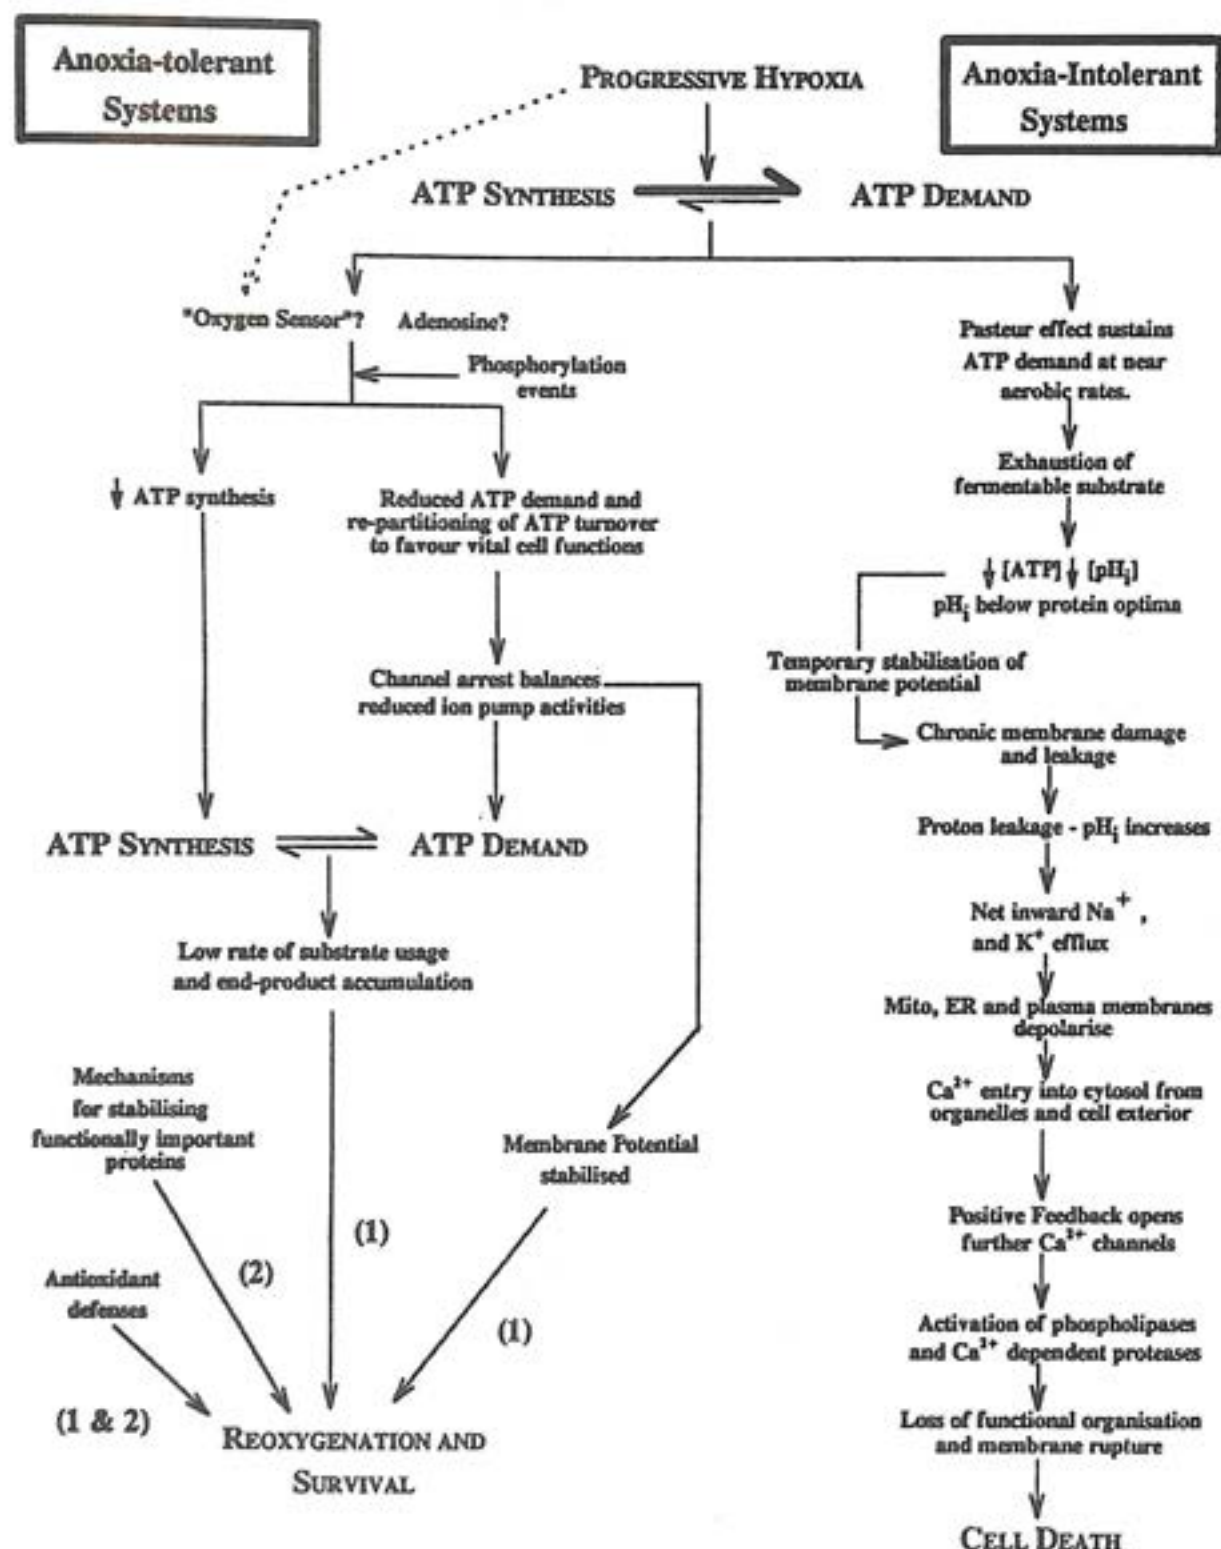 Anoxia-tolerant
Systems
PROGRESSIVE HYPOXIA
Anoxia-Intolerant
Systems
ATP SYNTHESIS
ATP DEMAND
"Oxygen Sensor"?
Adenosine?
Phosphorylation
events
↓ ATP synthesis
Reduced ATP demand and
re-partitioning of ATP turnover
to favour vital cell functions
Channel arrest balances
reduced ion pump activities
ATP SYNTHESIS
ATP DEMAND
Low rate of substrate usage
and end-product accumulation
Mechanisms
for stabilising
functionally important
proteins
Membrane Potential
stabilised
(1)
(2)
Antioxidant
defenses
(1)
(1 & 2)
REOXYGENATION AND
SURVIVAL
Pasteur effect sustains
ATP demand at near
aerobic rates.
Exhaustion of
fermentable substrate
↓ [ATP] ↓ [pHi]
pHi below protein optima
Temporary stabilisation of
membrane potential
Chronic membrane damage
and leakage
Proton leakage - pHi increases
Net inward Na+ ,
and K+ efflux
Mito, ER and plasma membranes
depolarise
Ca2+ entry into cytosol from
organelles and cell exterior
Positive Feedback opens
further Ca2+ channels
Activation of phospholipases
and Ca2+ dependent proteases
Loss of functional organisation
and membrane rupture
CELL DEATH